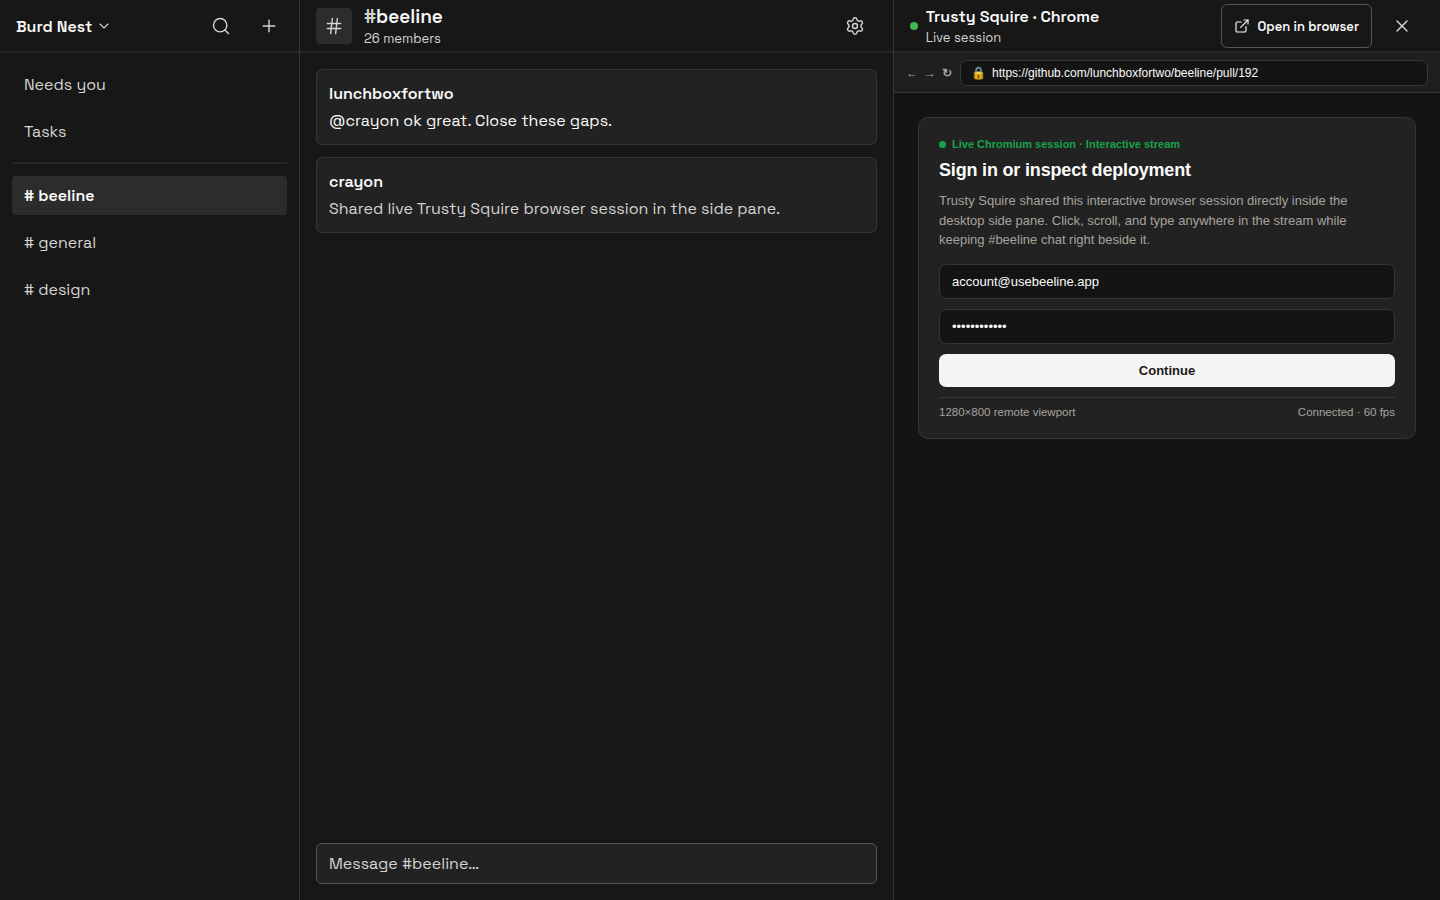 Burd Nest
Needs you
Tasks
# beeline
# general
# design
#beeline
26 members
lunchboxfortwo
@crayon ok great. Close these gaps.
crayon
Shared live Trusty Squire browser session in the side pane.
Message #beeline...
Trusty Squire · Chrome
Live session
Open in browser
https://github.com/lunchboxfortwo/beeline/pull/192
Live Chromium session · Interactive stream
Sign in or inspect deployment
Trusty Squire shared this interactive browser session directly inside the
desktop side pane. Click, scroll, and type anywhere in the stream while
keeping #beeline chat right beside it.
account@usebeeline.app
••••••••••••
Continue
1280×800 remote viewport
Connected · 60 fps